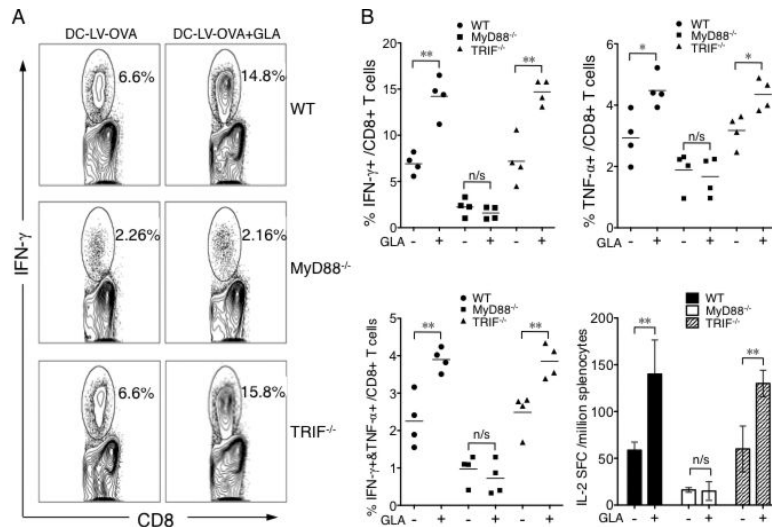 A
DC-LV-OVA
DC-LV-OVA+GLA
6.6%
14.8%
WT
2.26%
2.16%
MyD88-/-
6.6%
15.8%
TRIF-/-
IFN-γ
CD8
B
WT
MyD88-/-
TRIF-/-
% IFN-γ+ /CD8+ T cells
20
15
10
5
0
**
n/s
**
GLA - + - + - +
WT
MyD88-/-
TRIF-/-
% TNF-α+ /CD8+ T cells
8
6
4
2
0
*
n/s
*
GLA - + - + - +
WT
MyD88-/-
TRIF-/-
% IFN-γ+&TNF-α+ /CD8+ T cells
5
4
3
2
1
0
**
n/s
**
GLA - + - + - +
WT
MyD88-/-
TRIF-/-
IL-2 SFC /million splenocytes
200
150
100
50
0
**
n/s
**
GLA - + - + - +